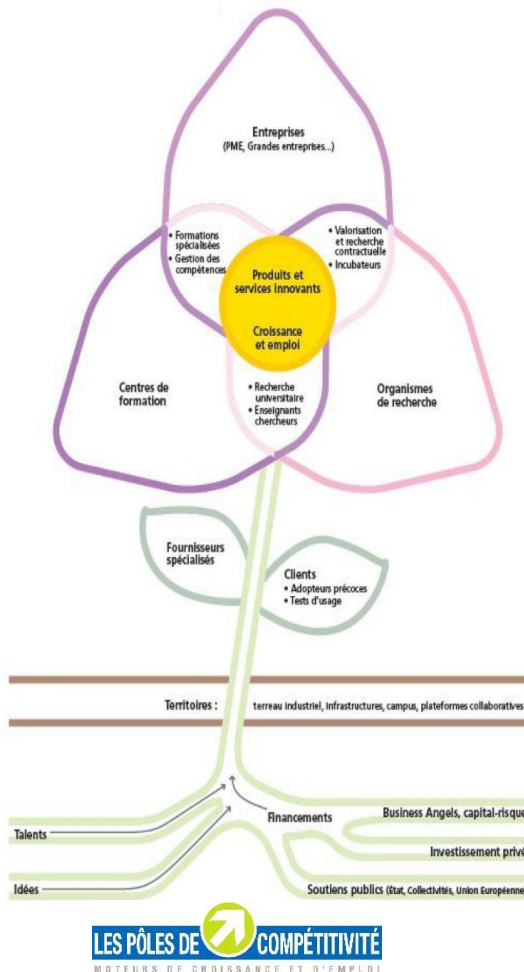 Entreprises
(PME, Grandes entreprises...)
• Formations
spécialisées
• Gestion des
compétences
• Valorisation
et recherche
contractuelle
• Incubateurs
Produits et
services innovants
Croissance
et emploi
Centres de
formation
• Recherche
universitaire
• Enseignants
chercheurs
Organismes
de recherche
Fournisseurs
spécialisés
Clients
• Adopteurs précoces
• Tests d'usage
Territoires :
terreau industriel, infrastructures, campus, plateformes collaboratives
Talents
Financements
Business Angels, capital-risque
Investissement privé
Idées
Soutiens publics (État, Collectivités, Union Européenne
LES PÔLES DE COMPÉTITIVITÉ
MOTEURS DE CROISSANCE ET D'EMPLOI